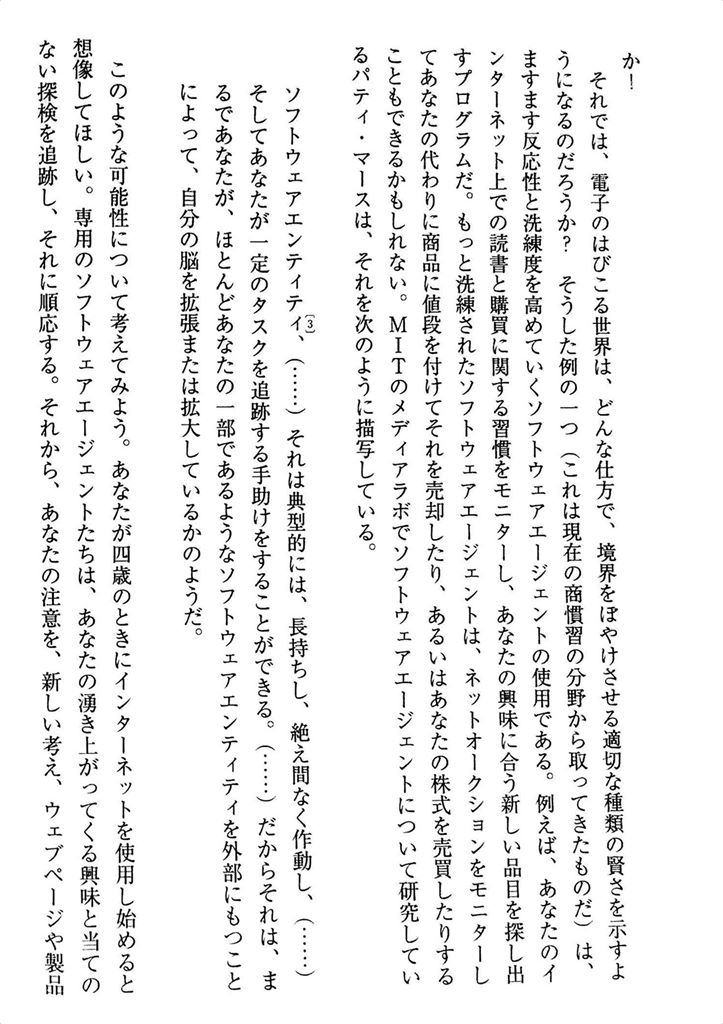 か！
それでは、電子のはびこる世界は、どんな仕方で、境界をぼやけさせる適切な種類の賢さを示すよ
うになるのだろうか？　そうした例の一つ（これは現在の商慣習の分野から取ってきたものだ）は、
ますます反応性と洗練度を高めていくソフトウェアエージェントの使用である。例えば、あなたのイ
ンターネット上での読書と購買に関する習慣をモニターし、あなたの興味に合う新しい品目を探し出
すプログラムだ。もっと洗練されたソフトウェアエージェントは、ネットオークションをモニターし
てあなたの代わりに商品に値段を付けてそれを売却したり、あるいはあなたの株式を売買したりする
こともできるかもしれない。MITのメディアラボでソフトウェアエージェントについて研究してい
るパティ・マースは、それを次のように描写している。
ソフトウェアエンティティ［3］、（……）それは典型的には、長持ちし、絶え間なく作動し、（……）
そしてあなたが一定のタスクを追跡する手助けをすることができる。（……）だからそれは、ま
るであなたが、ほとんどあなたの一部であるようなソフトウェアエンティティを外部にもつこと
によって、自分の脳を拡張または拡大しているかのようだ。
このような可能性について考えてみよう。あなたが四歳のときにインターネットを使用し始めると
想像してほしい。専用のソフトウェアエージェントたちは、あなたの湧き上がってくる興味と当ての
ない探検を追跡し、それに順応する。それから、あなたの注意を、新しい考え、ウェブページや製品